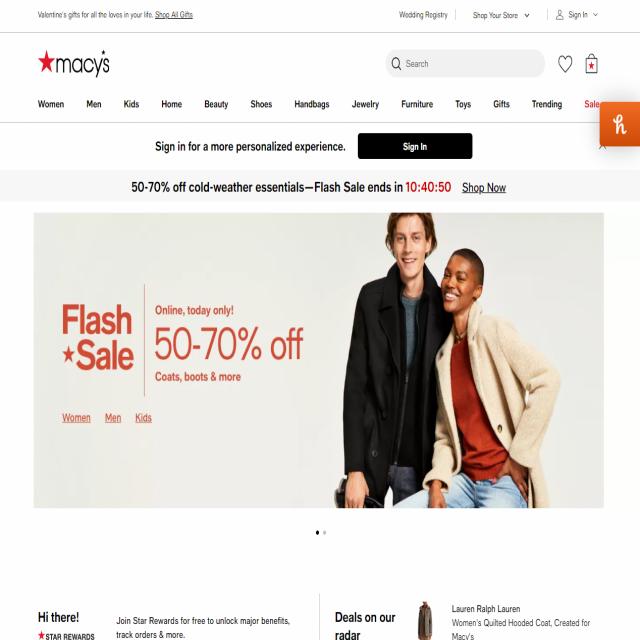 Valentine's gifts for all the loves in your life. Shop All Gifts
Wedding Registry
Shop Your Store
Sign In
macy's
Search
Women Men Kids Home Beauty Shoes Handbags Jewelry Furniture Toys Gifts Trending Sale
Sign in for a more personalized experience.
Sign In
50-70% off cold-weather essentials—Flash Sale ends in 10:40:50 Shop Now
Flash
Sale
Online, today only!
50-70% off
Coats, boots & more
Women Men Kids
Hi there!
STAR REWARDS
Join Star Rewards for free to unlock major benefits,
track orders & more.
Deals on our
radar
Lauren Ralph Lauren
Women's Quilted Hooded Coat, Created for
Macy's